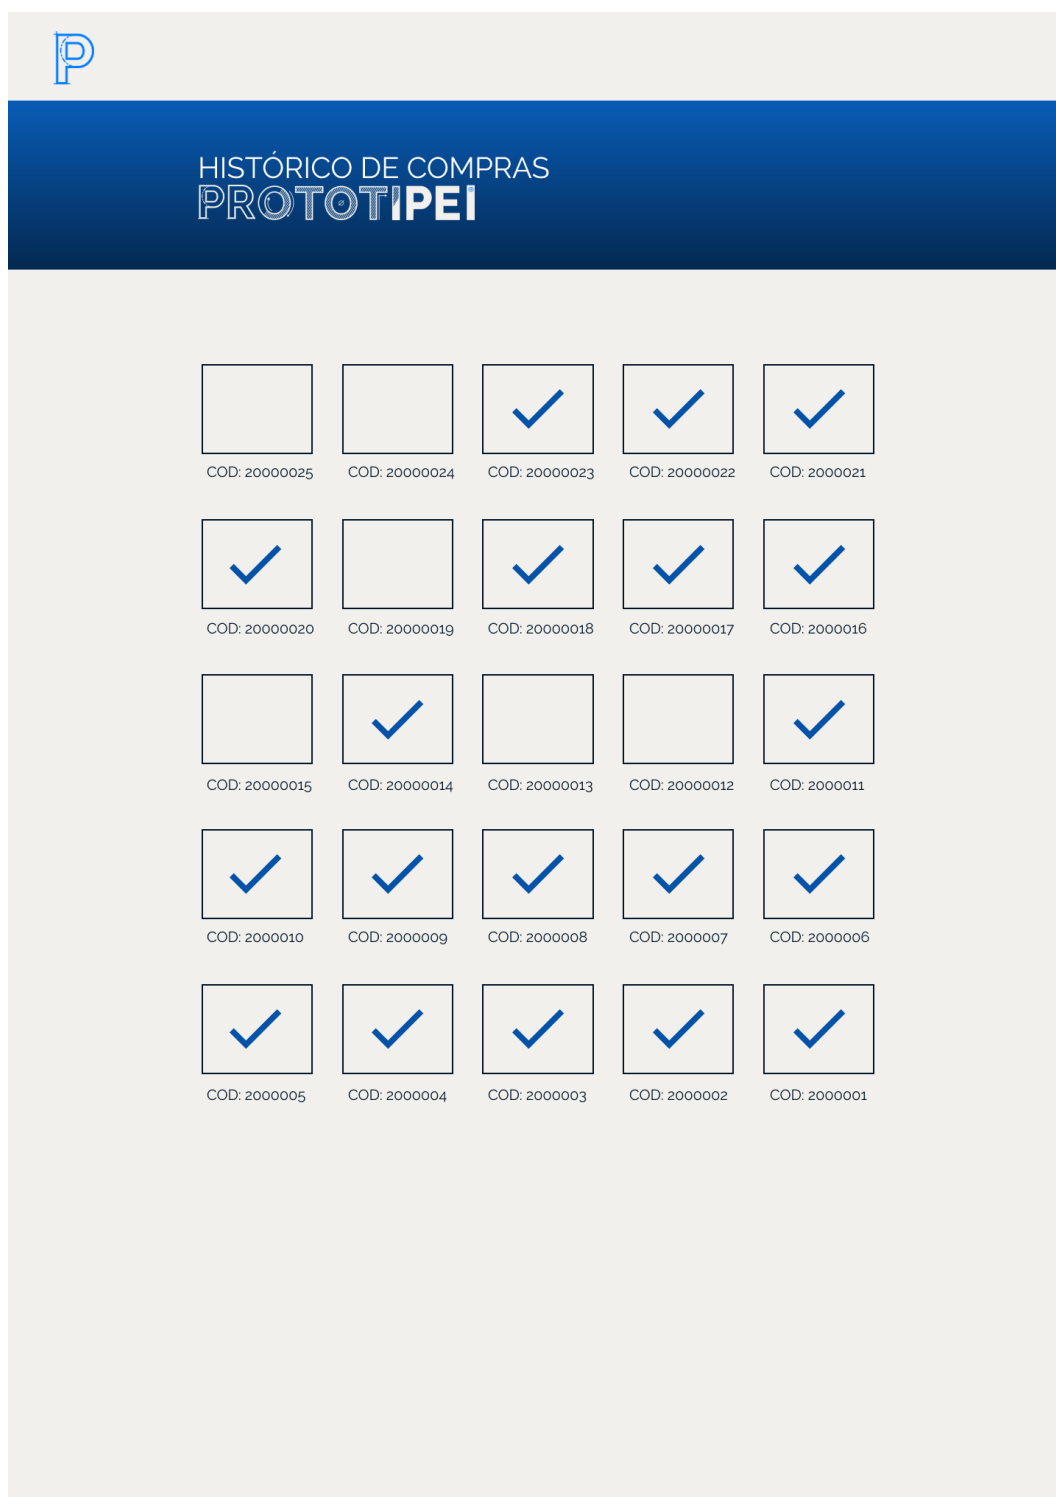 P
HISTÓRICO DE COMPRAS
PROTOTIPEI
COD: 20000025 COD: 20000024 COD: 20000023 COD: 20000022 COD: 2000021
COD: 20000020 COD: 20000019 COD: 20000018 COD: 20000017 COD: 2000016
COD: 20000015 COD: 20000014 COD: 20000013 COD: 20000012 COD: 2000011
COD: 2000010 COD: 2000009 COD: 2000008 COD: 2000007 COD: 2000006
COD: 2000005 COD: 2000004 COD: 2000003 COD: 2000002 COD: 2000001